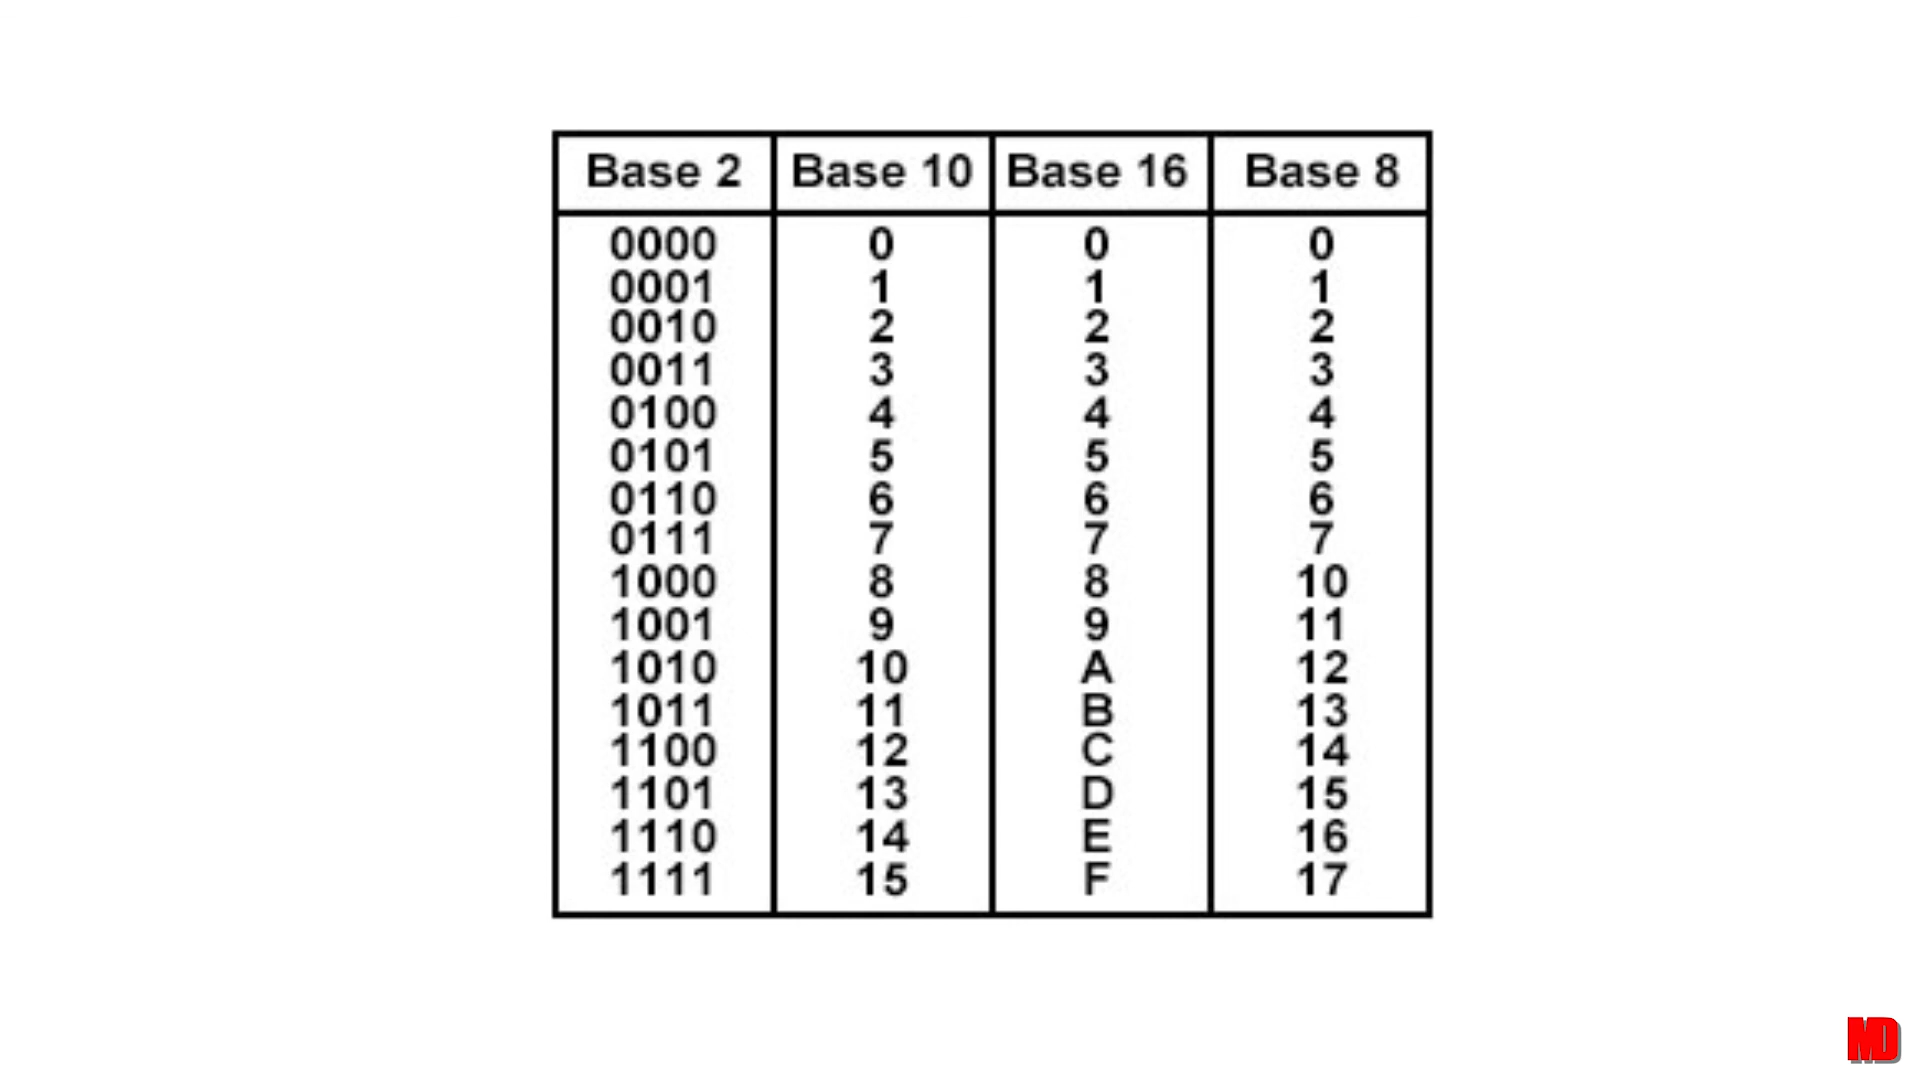 Base 2 Base 10 Base 16 Base 8
0000 0 0 0
0001 1 1 1
0010 2 2 2
0011 3 3 3
0100 4 4 4
0101 5 5 5
0110 6 6 6
0111 7 7 7
1000 8 8 10
1001 9 9 11
1010 10 A 12
1011 11 B 13
1100 12 C 14
1101 13 D 15
1110 14 E 16
1111 15 F 17
MD